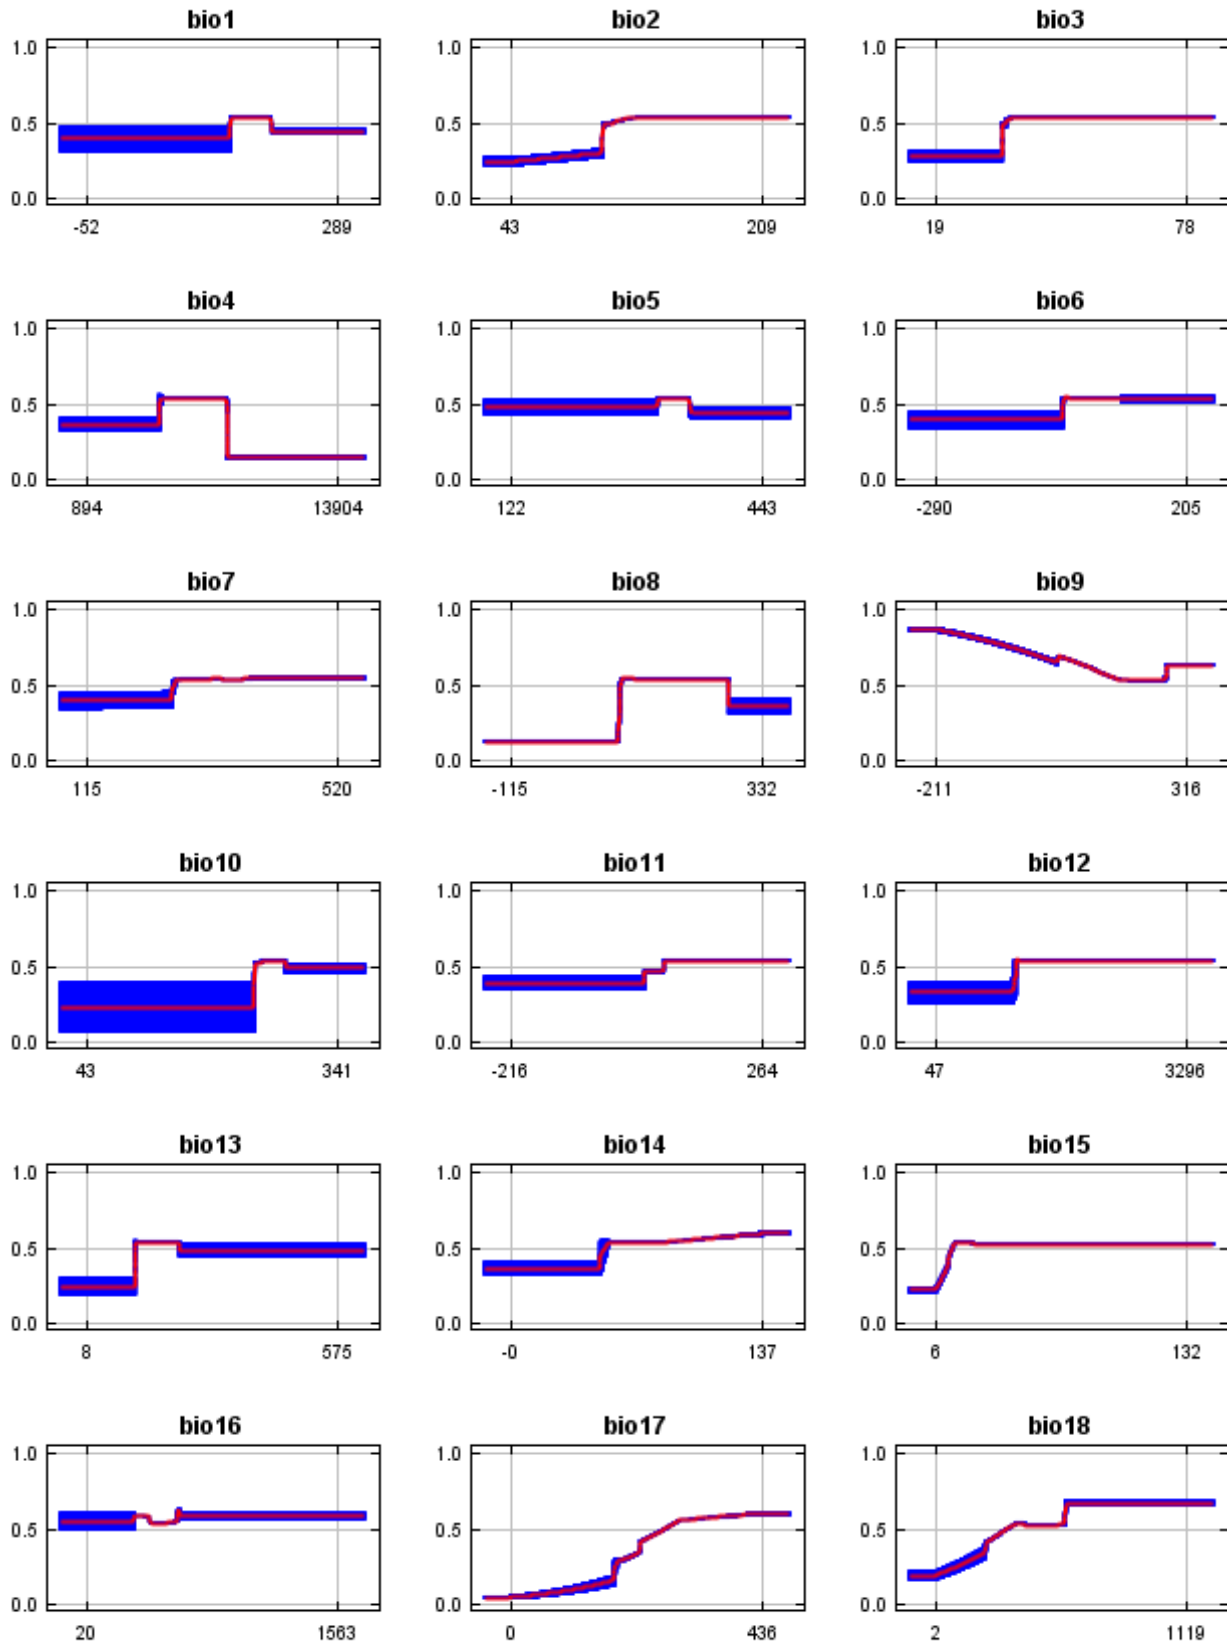 bio1 bio2 bio3
1.0 1.0 1.0
0.5 0.5 0.5
0.0 0.0 0.0
-52 289 43 209 19 78
bio4 bio5 bio6
1.0 1.0 1.0
0.5 0.5 0.5
0.0 0.0 0.0
894 13904 122 443 -290 205
bio7 bio8 bio9
1.0 1.0 1.0
0.5 0.5 0.5
0.0 0.0 0.0
115 520 -115 332 -211 316
bio10 bio11 bio12
1.0 1.0 1.0
0.5 0.5 0.5
0.0 0.0 0.0
43 341 -216 264 47 3296
bio13 bio14 bio15
1.0 1.0 1.0
0.5 0.5 0.5
0.0 0.0 0.0
8 575 -0 137 6 132
bio16 bio17 bio18
1.0 1.0 1.0
0.5 0.5 0.5
0.0 0.0 0.0
20 1563 0 436 2 1119